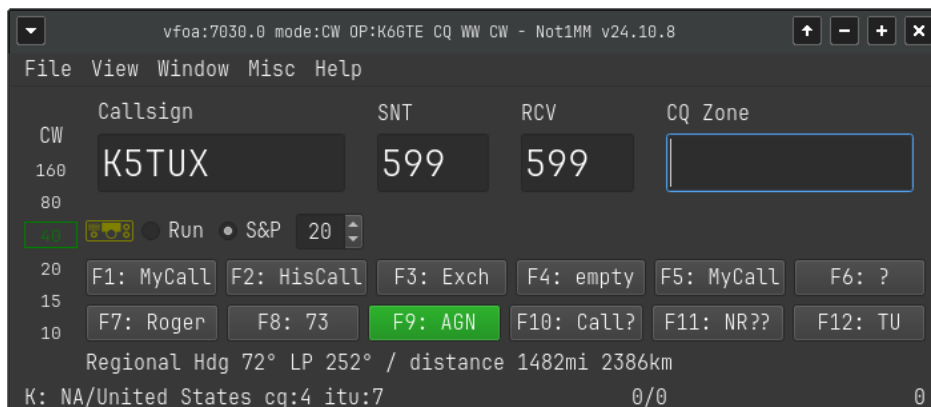 vfoa:7030.0 mode:CW OP:K6GTE CQ WW CW - Not1MM v24.10.8
File View Window Misc Help
Callsign SNT RCV CQ Zone
CW
K5TUX 599 599
160
80
40 Run S&P 20
20 F1: MyCall F2: HisCall F3: Exch F4: empty F5: MyCall F6: ?
15
10 F7: Roger F8: 73 F9: AGN F10: Call? F11: NR?? F12: TU
Regional Hdg 72° LP 252° / distance 1482mi 2386km
K: NA/United States cq:4 itu:7 0/0 0